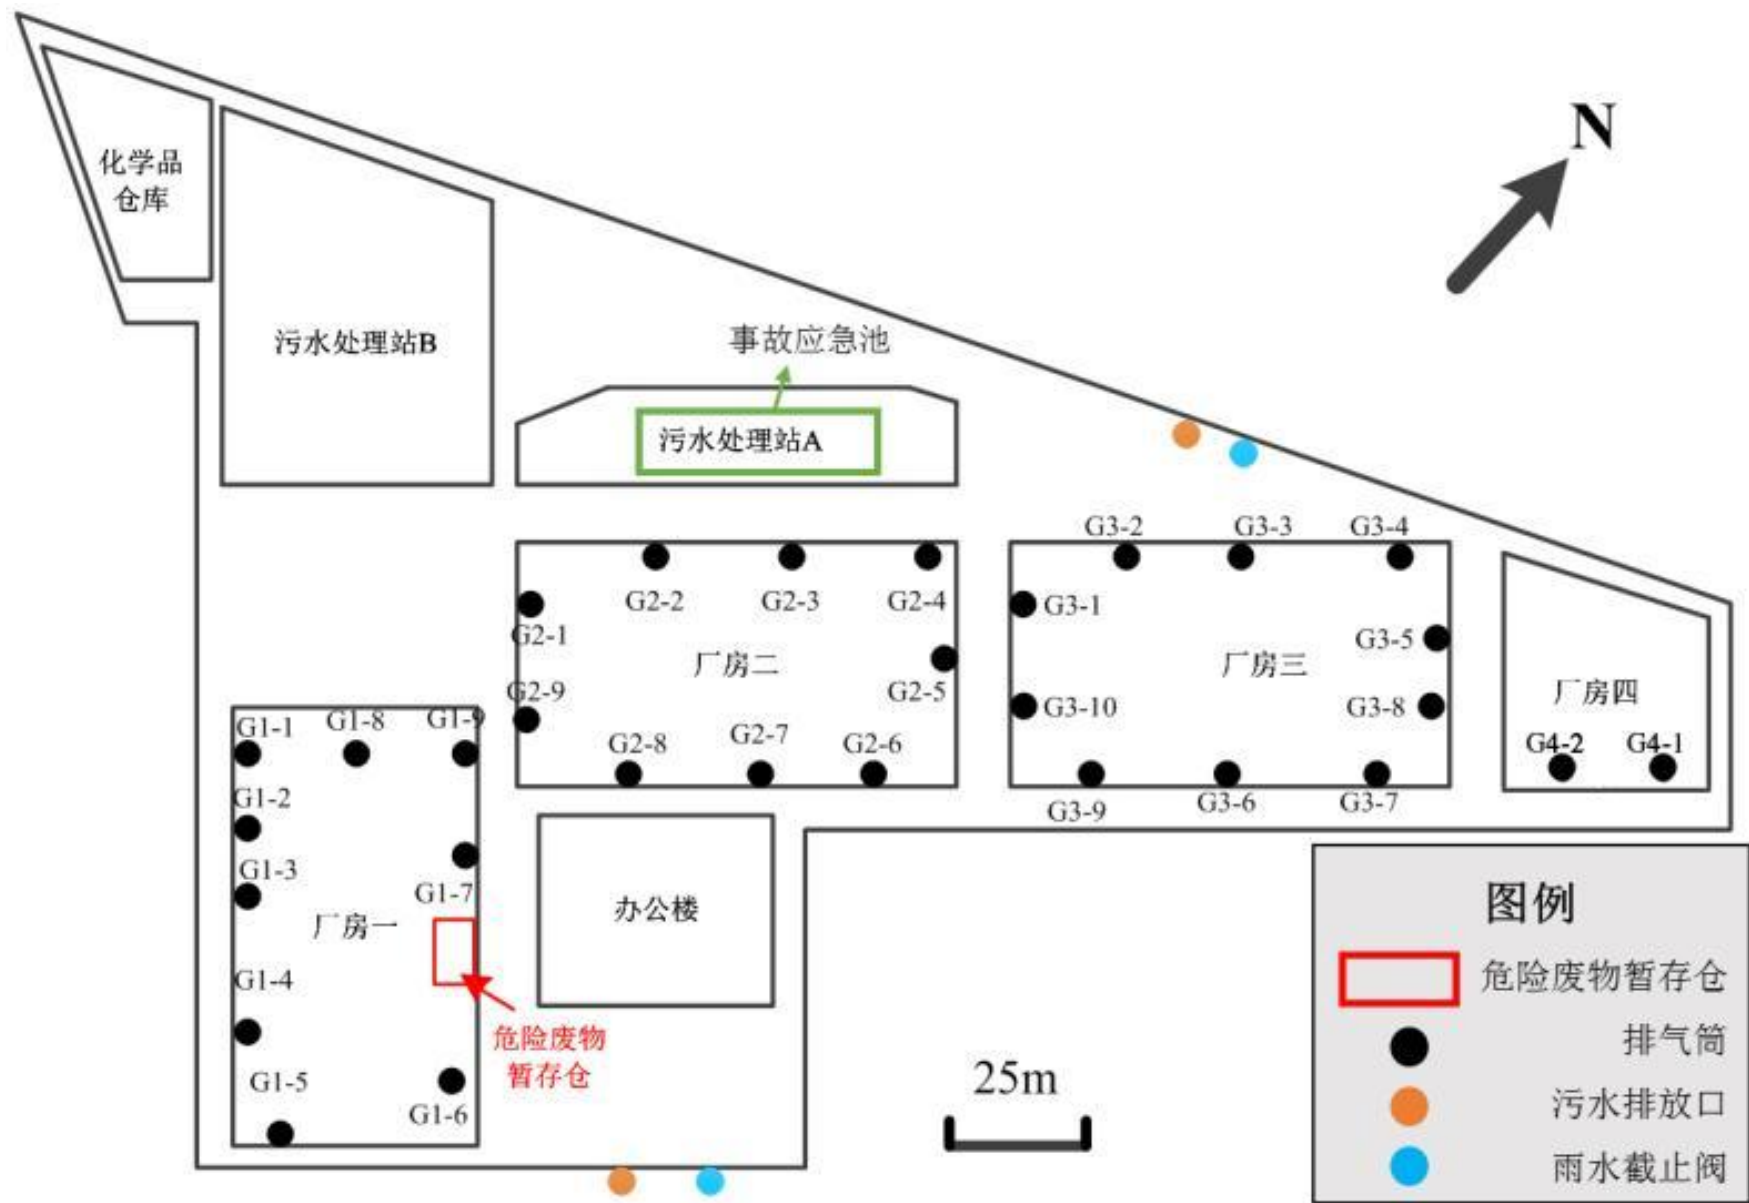 N
化学品
仓库
污水处理站B
事故应急池
污水处理站A
G3-2
G3-3
G3-4
G2-2
G2-3
G2-4
G3-1
G2-1
G3-5
厂房二
厂房三
G2-9
G2-5
G3-10
G3-8
厂房四
G1-1
G1-8
G1-9
G2-8
G2-7
G2-6
G4-2
G4-1
G1-2
G3-9
G3-6
G3-7
G1-3
G1-7
厂房一
办公楼
G1-4
危险废物
暂存仓
G1-5
G1-6
25m
图例
危险废物暂存仓
排气筒
污水排放口
雨水截止阀